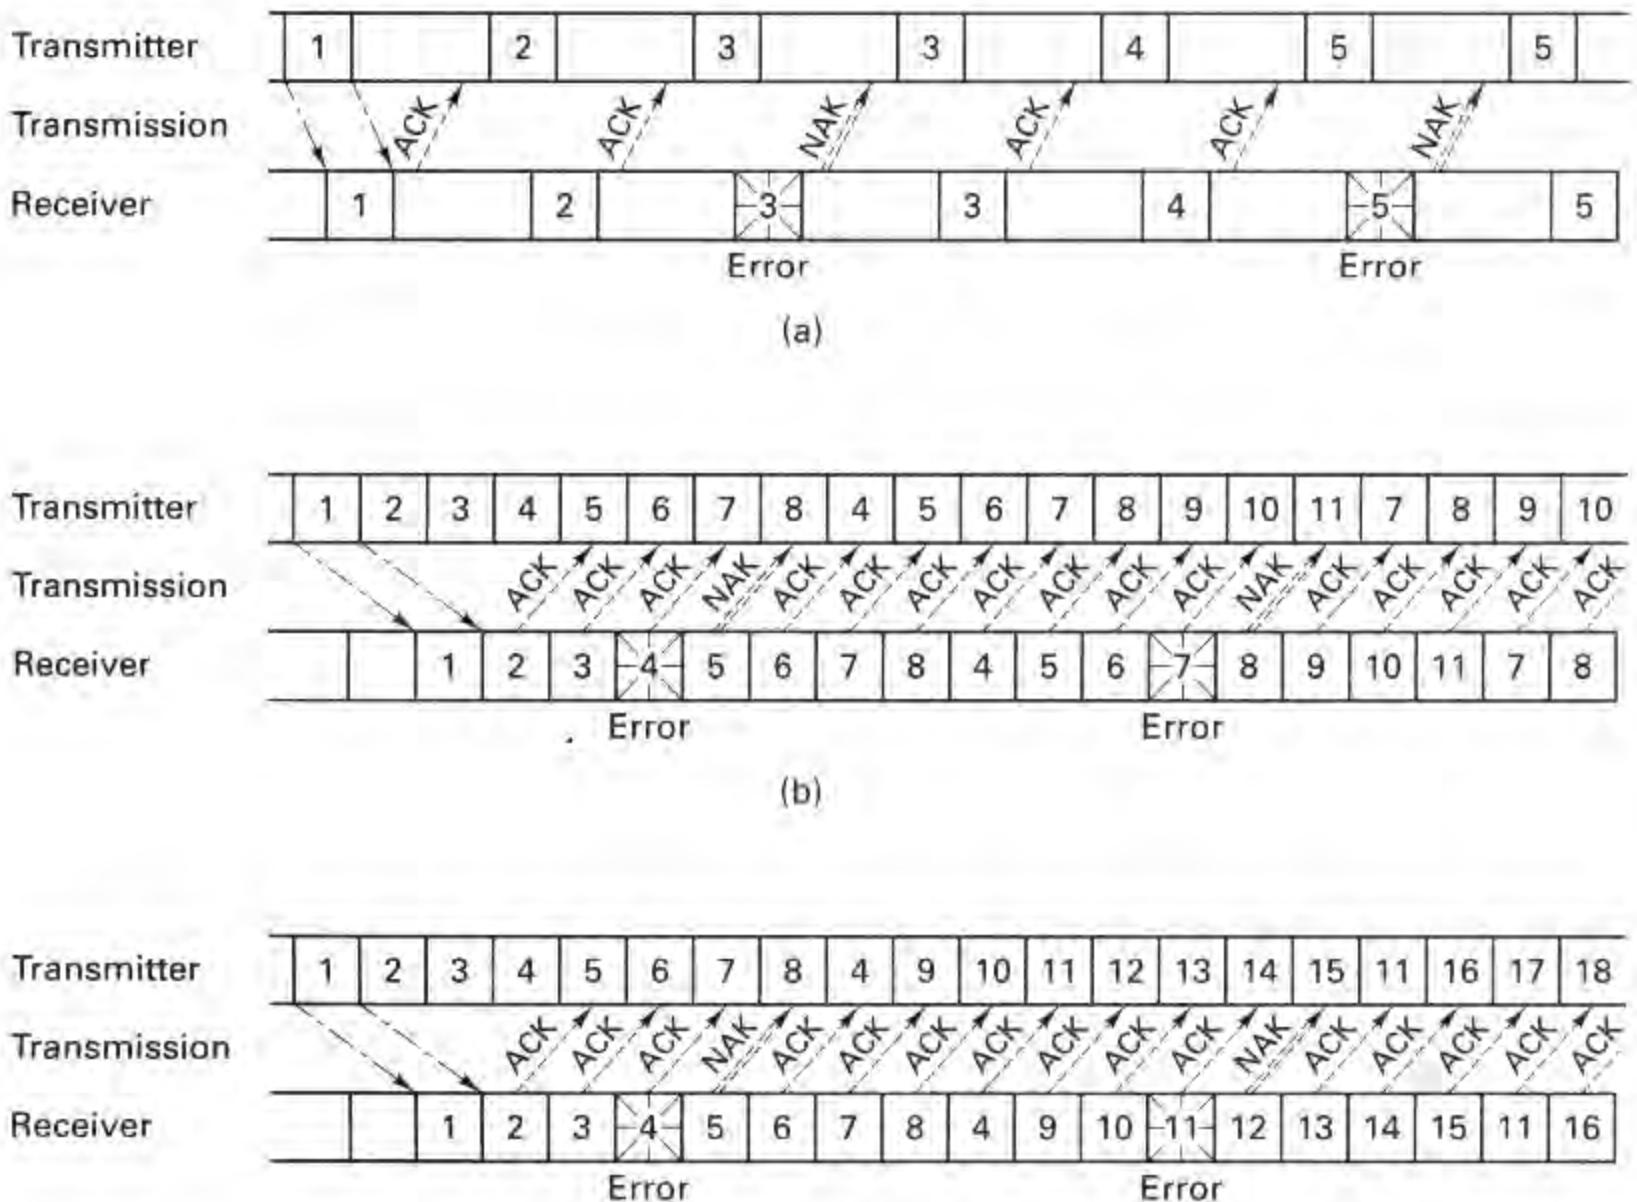 Transmitter 1 2 3 3 4 5 5
Transmission ACK ACK NAK ACK ACK NAK
Receiver 1 2 3 3 4 5 5
Error Error
(a)
Transmitter 1 2 3 4 5 6 7 8 4 5 6 7 8 9 10 11 7 8 9 10
Transmission ACK ACK ACK NAK ACK ACK ACK ACK ACK ACK ACK NAK ACK ACK ACK ACK ACK
Receiver 1 2 3 4 5 6 7 8 4 5 6 7 8 9 10 11 7 8
Error Error
(b)
Transmitter 1 2 3 4 5 6 7 8 4 9 10 11 12 13 14 15 11 16 17 18
Transmission ACK ACK ACK NAK ACK ACK ACK ACK ACK ACK ACK NAK ACK ACK ACK ACK ACK
Receiver 1 2 3 4 5 6 7 8 4 9 10 11 12 13 14 15 11 16
Error Error